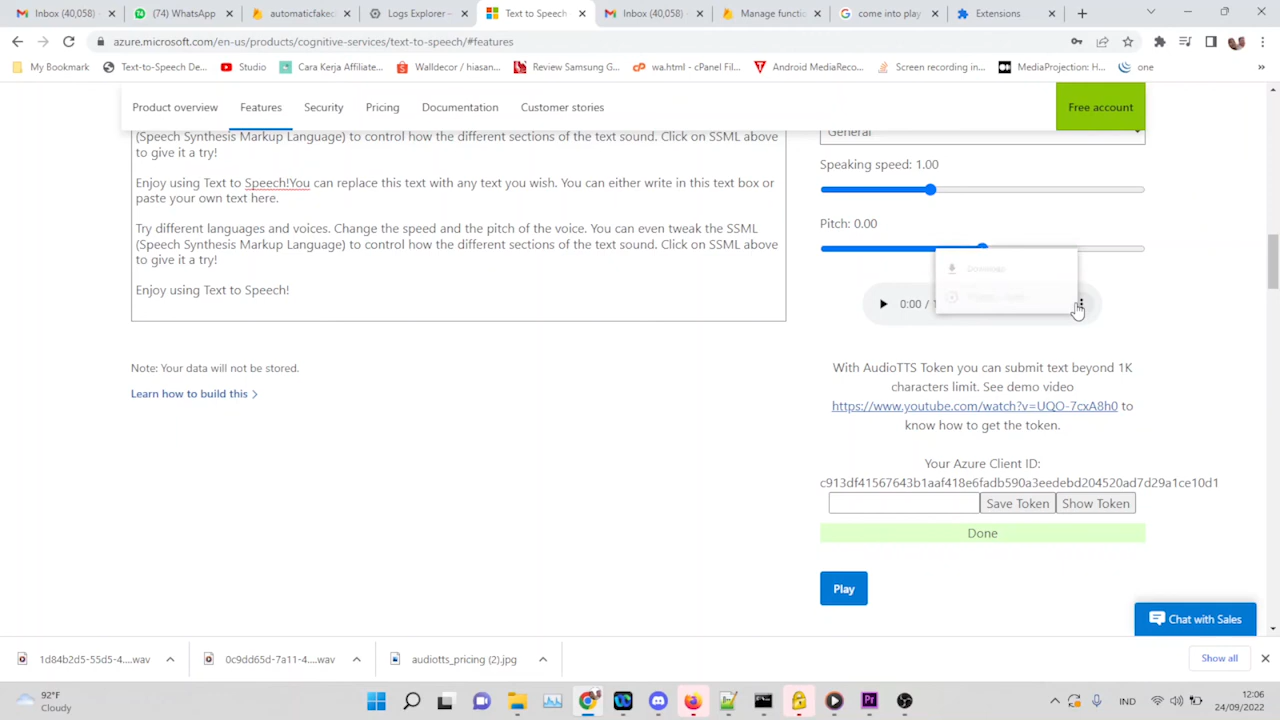 Inbox (40,058)
(74) WhatsApp
automaticfakec
Logs Explorer –
Text to Speech
Inbox (40,058)
Manage functio
come into play
Extensions
azure.microsoft.com/en-us/products/cognitive-services/text-to-speech/#features
My Bookmark
Text-to-Speech De...
Studio
Cara Kerja Affiliate...
Walldecor / hiasan...
Review Samsung G...
wa.html - cPanel Fil...
Android MediaReco...
Screen recording in...
MediaProjection: H...
one
Product overview
Features
Security
Pricing
Documentation
Customer stories
Free account
(Speech Synthesis Markup Language) to control how the different sections of the text sound. Click on SSML above
to give it a try!
Enjoy using Text to Speech!You can replace this text with any text you wish. You can either write in this text box or
paste your own text here.
Try different languages and voices. Change the speed and the pitch of the voice. You can even tweak the SSML
(Speech Synthesis Markup Language) to control how the different sections of the text sound. Click on SSML above
to give it a try!
Enjoy using Text to Speech!
Note: Your data will not be stored.
Learn how to build this
General
Speaking speed: 1.00
Pitch: 0.00
Download
0:00 / 1
With AudioTTS Token you can submit text beyond 1K
characters limit. See demo video
https://www.youtube.com/watch?v=UQO-7cxA8h0 to
know how to get the token.
Your Azure Client ID:
c913df41567643b1aaf418e6fadb590a3eedebd204520ad7d29a1ce10d1
Save Token
Show Token
Done
Play
Chat with Sales
1d84b2d5-55d5-4....wav
0c9dd65d-7a11-4....wav
audiotts_pricing (2).jpg
Show all
92°F
Cloudy
IND
12:06
24/09/2022